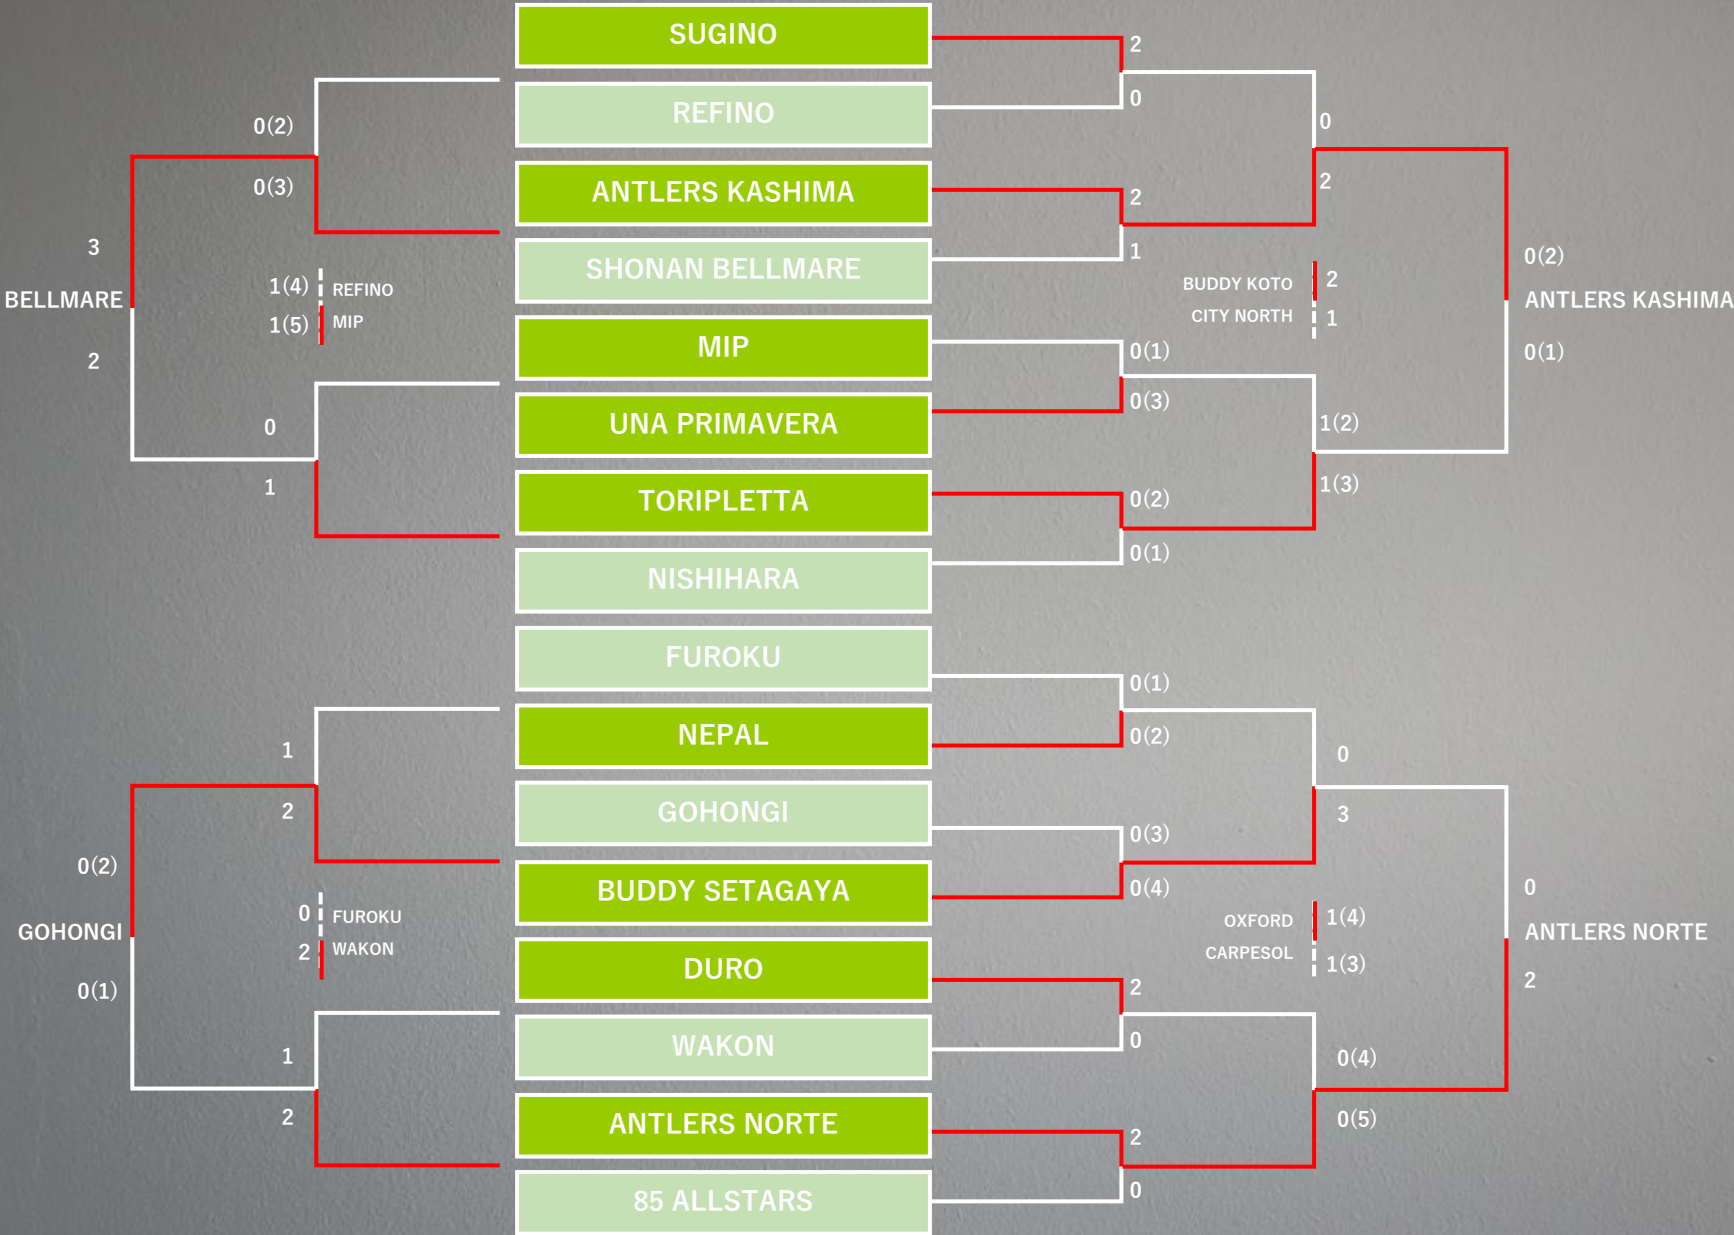 SUGINO
REFINO
ANTLERS KASHIMA
SHONAN BELLMARE
MIP
UNA PRIMAVERA
TORIPLETTA
NISHIHARA
FUROKU
NEPAL
GOHONGI
BUDDY SETAGAYA
DURO
WAKON
ANTLERS NORTE
85 ALLSTARS
0(2)
0(3)
3
BELLMARE
2
1(4) REFINO
1(5) MIP
0
1
1
2
0(2)
GOHONGI
0(1)
0 FUROKU
2 WAKON
1
2
2
0
2
1
0(1)
0(3)
0(2)
0(1)
0(1)
0(2)
0(3)
0(4)
2
0
2
0
0
2
BUDDY KOTO 2
CITY NORTH 1
1(2)
1(3)
0
3
OXFORD 1(4)
CARPESOL 1(3)
0(4)
0(5)
0(2)
ANTLERS KASHIMA
0(1)
0
ANTLERS NORTE
2